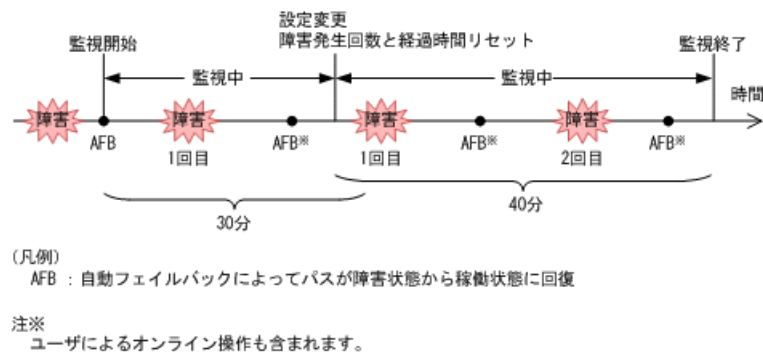 設定変更
監視開始
障害発生回数と経過時間リセット
監視終了
監視中
監視中
時間
障害
障害
障害
障害
AFB
1回目
AFB※
1回目
AFB※
2回目
AFB※
30分
40分
(凡例)
AFB : 自動フェイルバックによってパスが障害状態から稼働状態に回復
注※
ユーザによるオンライン操作も含まれます。